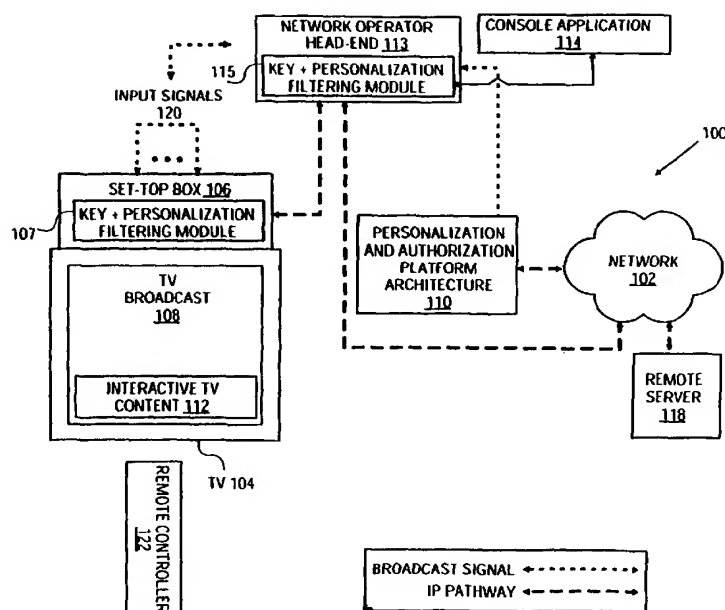 NETWORK OPERATOR
HEAD-END 113
115
KEY + PERSONALIZATION
FILTERING MODULE
CONSOLE APPLICATION
114
INPUT SIGNALS
120
100
SET-TOP BOX 106
107
KEY + PERSONALIZATION
FILTERING MODULE
PERSONALIZATION
AND AUTHORIZATION
PLATFORM
ARCHITECTURE
110
NETWORK
102
TV
BROADCAST
108
INTERACTIVE TV
CONTENT 112
REMOTE
SERVER
118
TV 104
REMOTE CONTROLLER
122
BROADCAST SIGNAL
IP PATHWAY